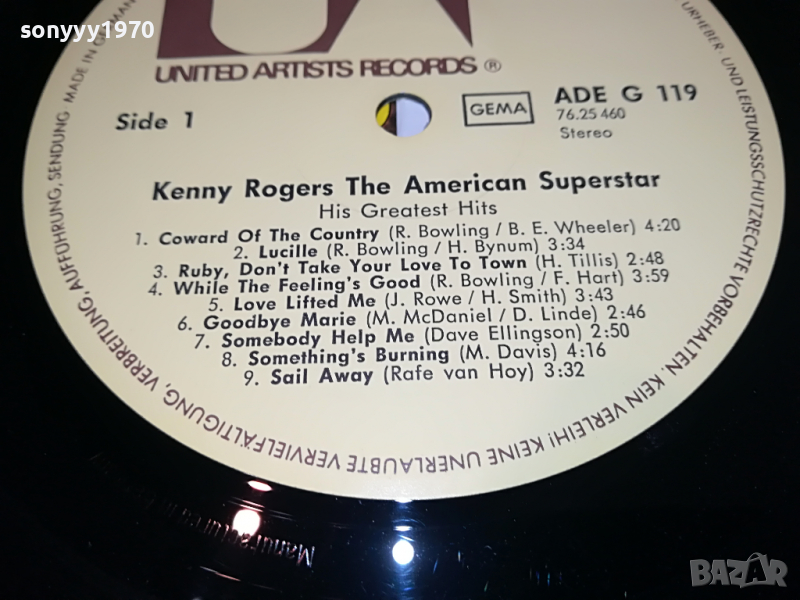 sonyyy1970
UNITED ARTISTS RECORDS ®
Side 1
GEMA
ADE G 119
76.25 460
Stereo
Kenny Rogers The American Superstar
His Greatest Hits
1. Coward Of The Country (R. Bowling / B. E. Wheeler) 4:20
2. Lucille (R. Bowling / H. Bynum) 3:34
3. Ruby, Don't Take Your Love To Town (H. Tillis) 2:48
4. While The Feeling's Good (R. Bowling / F. Hart) 3:59
5. Love Lifted Me (J. Rowe / H. Smith) 3:43
6. Goodbye Marie (M. McDaniel / D. Linde) 2:46
7. Somebody Help Me (Dave Ellingson) 2:50
8. Something's Burning (M. Davis) 4:16
9. Sail Away (Rafe van Hoy) 3:32
URHEBER- UND LEISTUNGSSCHUTZRECHTE VORBEHALTEN. KEIN VERLEIH! KEINE UNERLAUBTE VERVIELFÄLTIGUNG, VERBREITUNG, AUFFÜHRUNG, SENDUNG · MADE IN
BAZAR